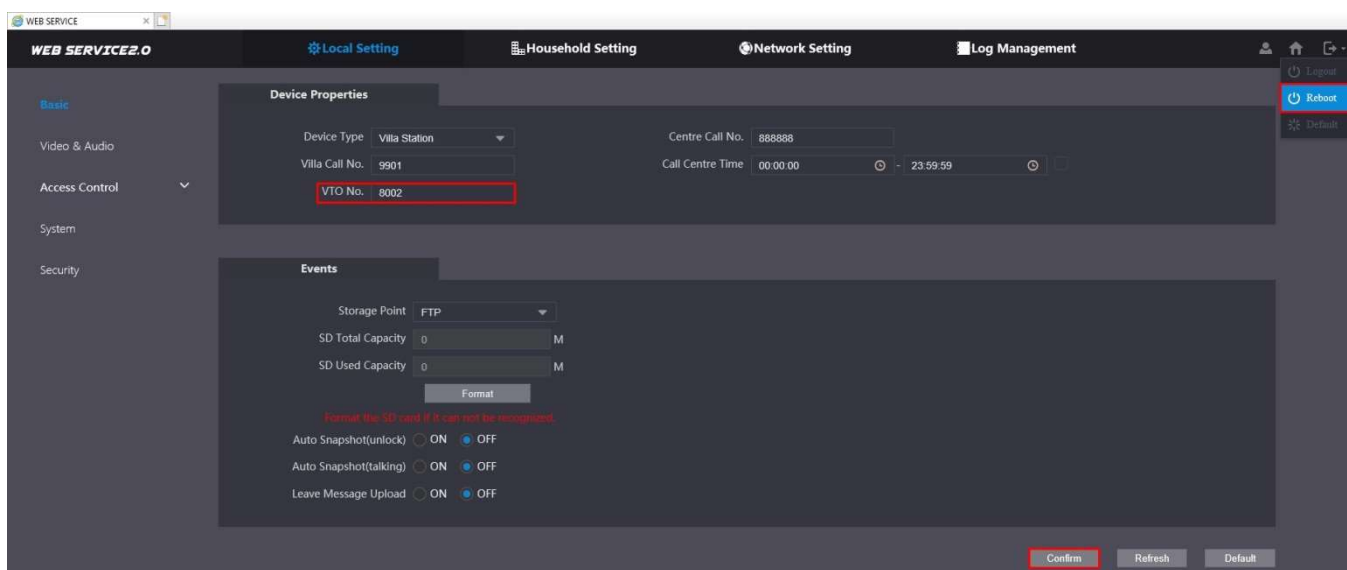 WEB SERVICE
WEB SERVICE2.0
Local Setting
Household Setting
Network Setting
Log Management
Logout
Reboot
Default
Basic
Video & Audio
Access Control
System
Security
Device Properties
Device Type Villa Station
Centre Call No. 888888
Villa Call No. 9901
Call Centre Time 00:00:00 - 23:59:59
VTO No. 8002
Events
Storage Point FTP
SD Total Capacity 0 M
SD Used Capacity 0 M
Format
Format the SD card if it can not be recognized.
Auto Snapshot(unlock) ON OFF
Auto Snapshot(talking) ON OFF
Leave Message Upload ON OFF
Confirm Refresh Default